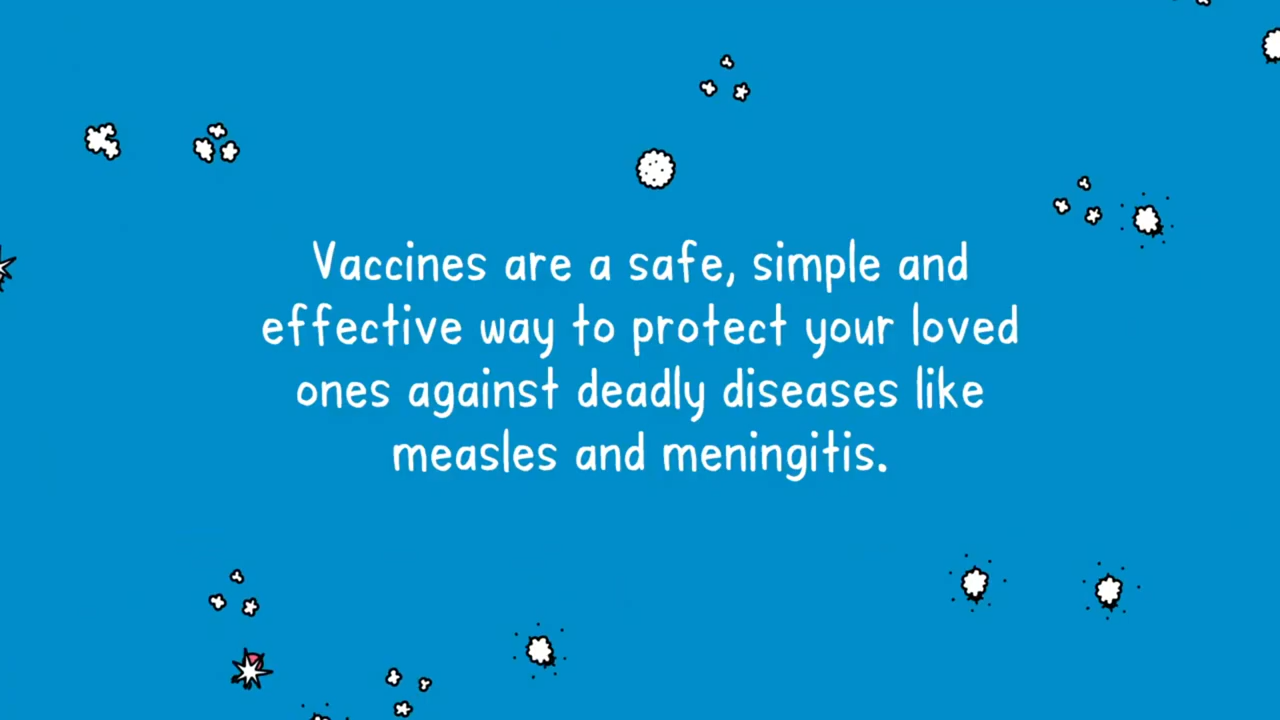 Vaccines are a safe, simple and
effective way to protect your loved
ones against deadly diseases like
measles and meningitis.